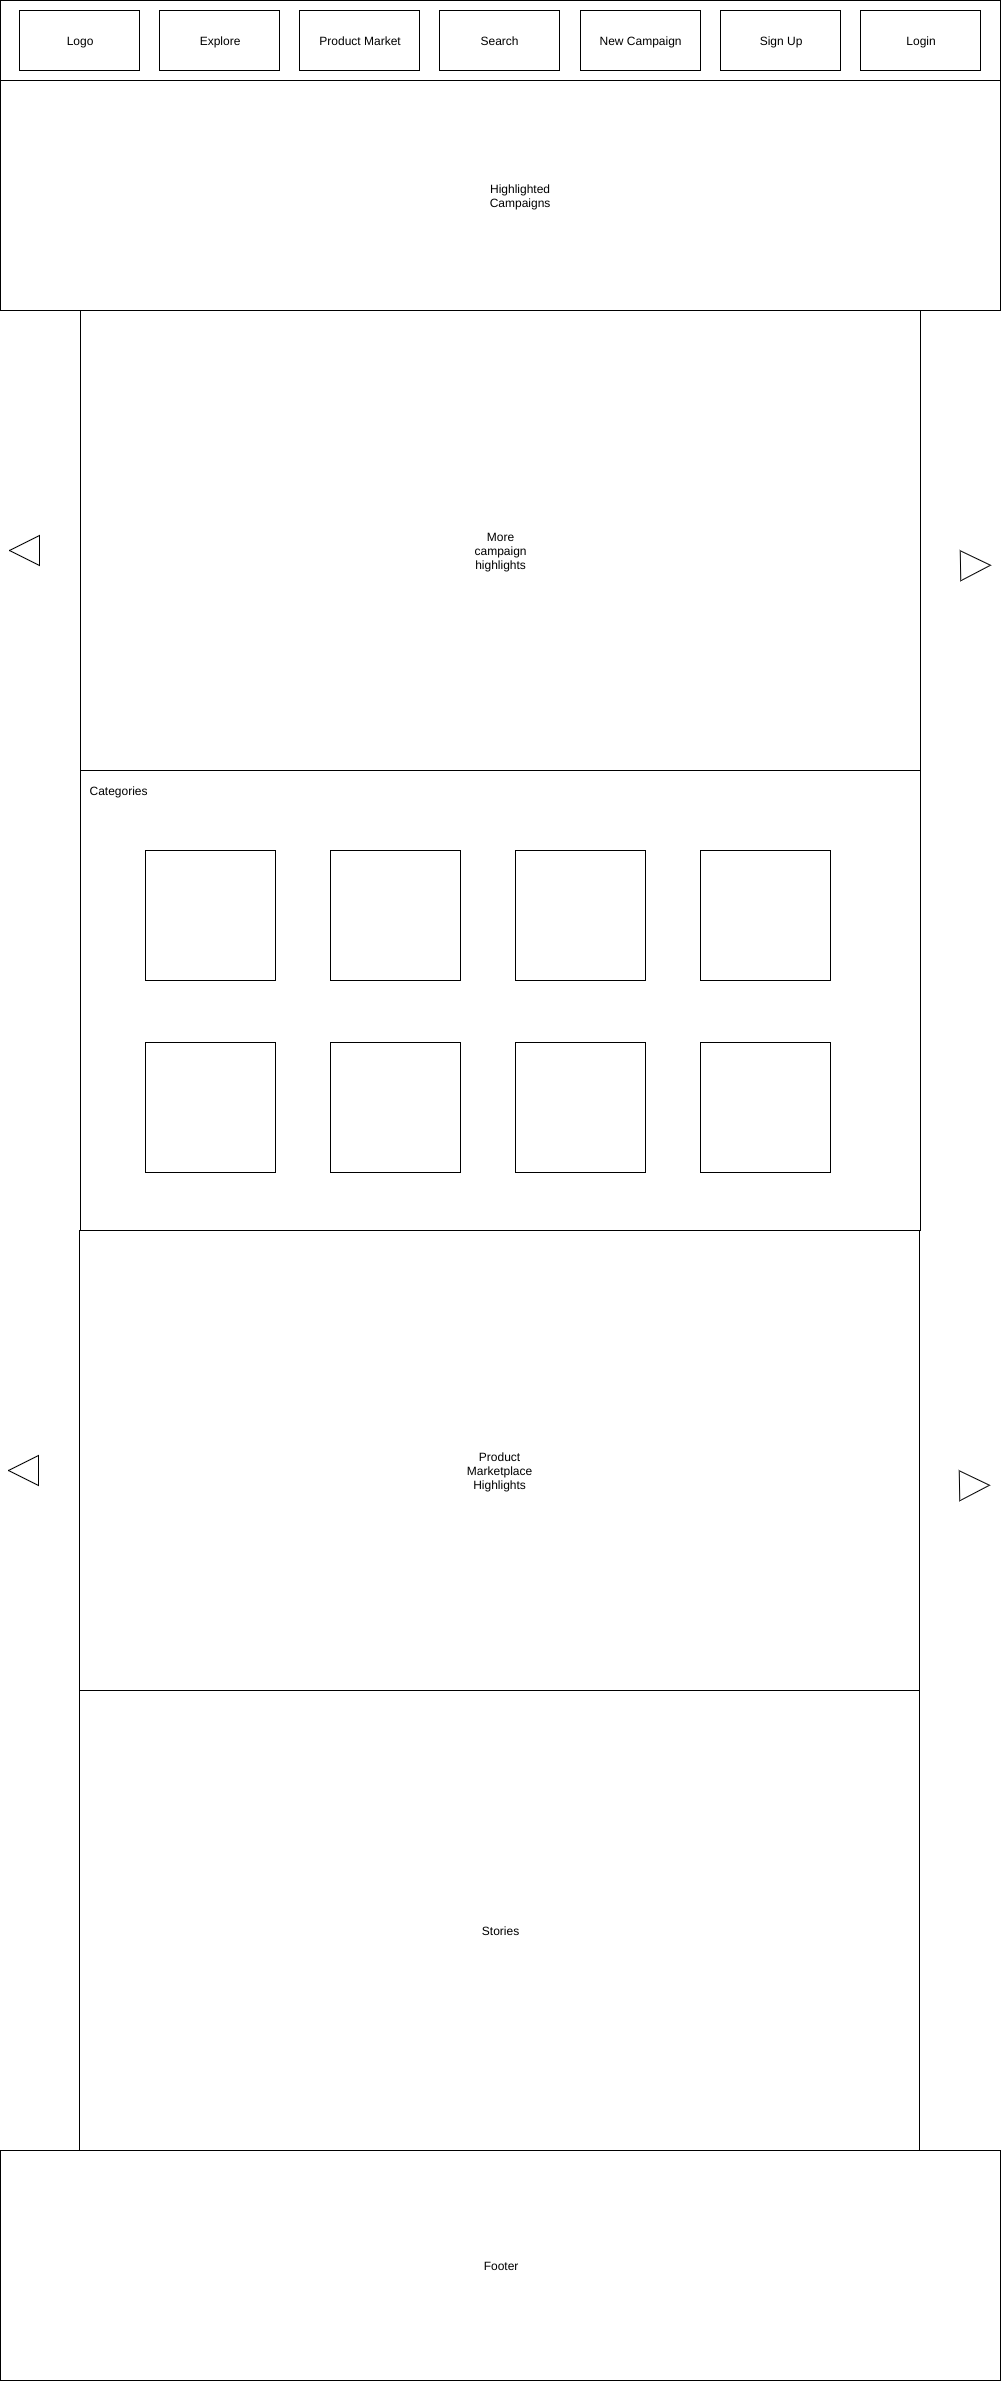 Logo
Explore
Product Market
Search
New Campaign
Sign Up
Login
Highlighted
Campaigns
More
campaign
highlights
Categories
Product
Marketplace
Highlights
Stories
Footer